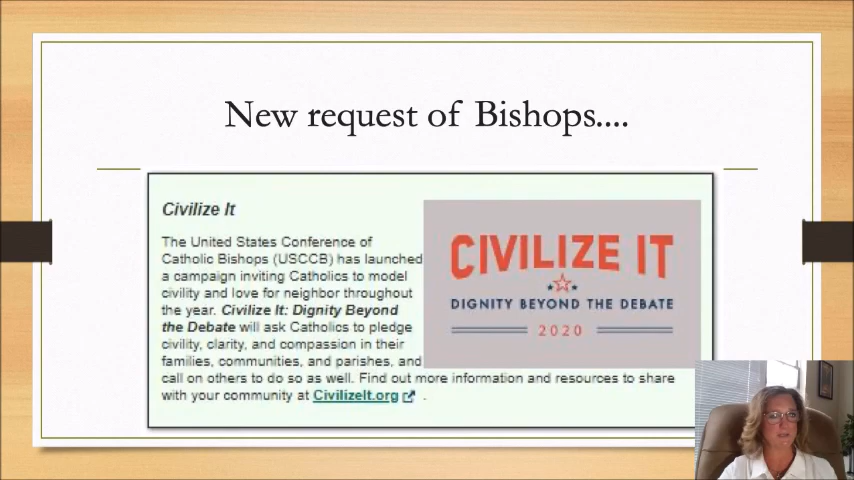 New request of Bishops....
Civilize It
The United States Conference of
Catholic Bishops (USCCB) has launched
a campaign inviting Catholics to model
civility and love for neighbor throughout
the year. Civilize It: Dignity Beyond
the Debate will ask Catholics to pledge
civility, clarity, and compassion in their
families, communities, and parishes, and
call on others to do so as well. Find out more information and resources to share
with your community at CivilizeIt.org .
CIVILIZE IT
DIGNITY BEYOND THE DEBATE
2020